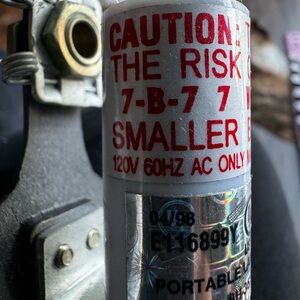 CAUTION:
THE RISK
7-B-7 7
SMALLER
120V 60HZ AC ONLY
04/98
E116899Y
PORTABLE